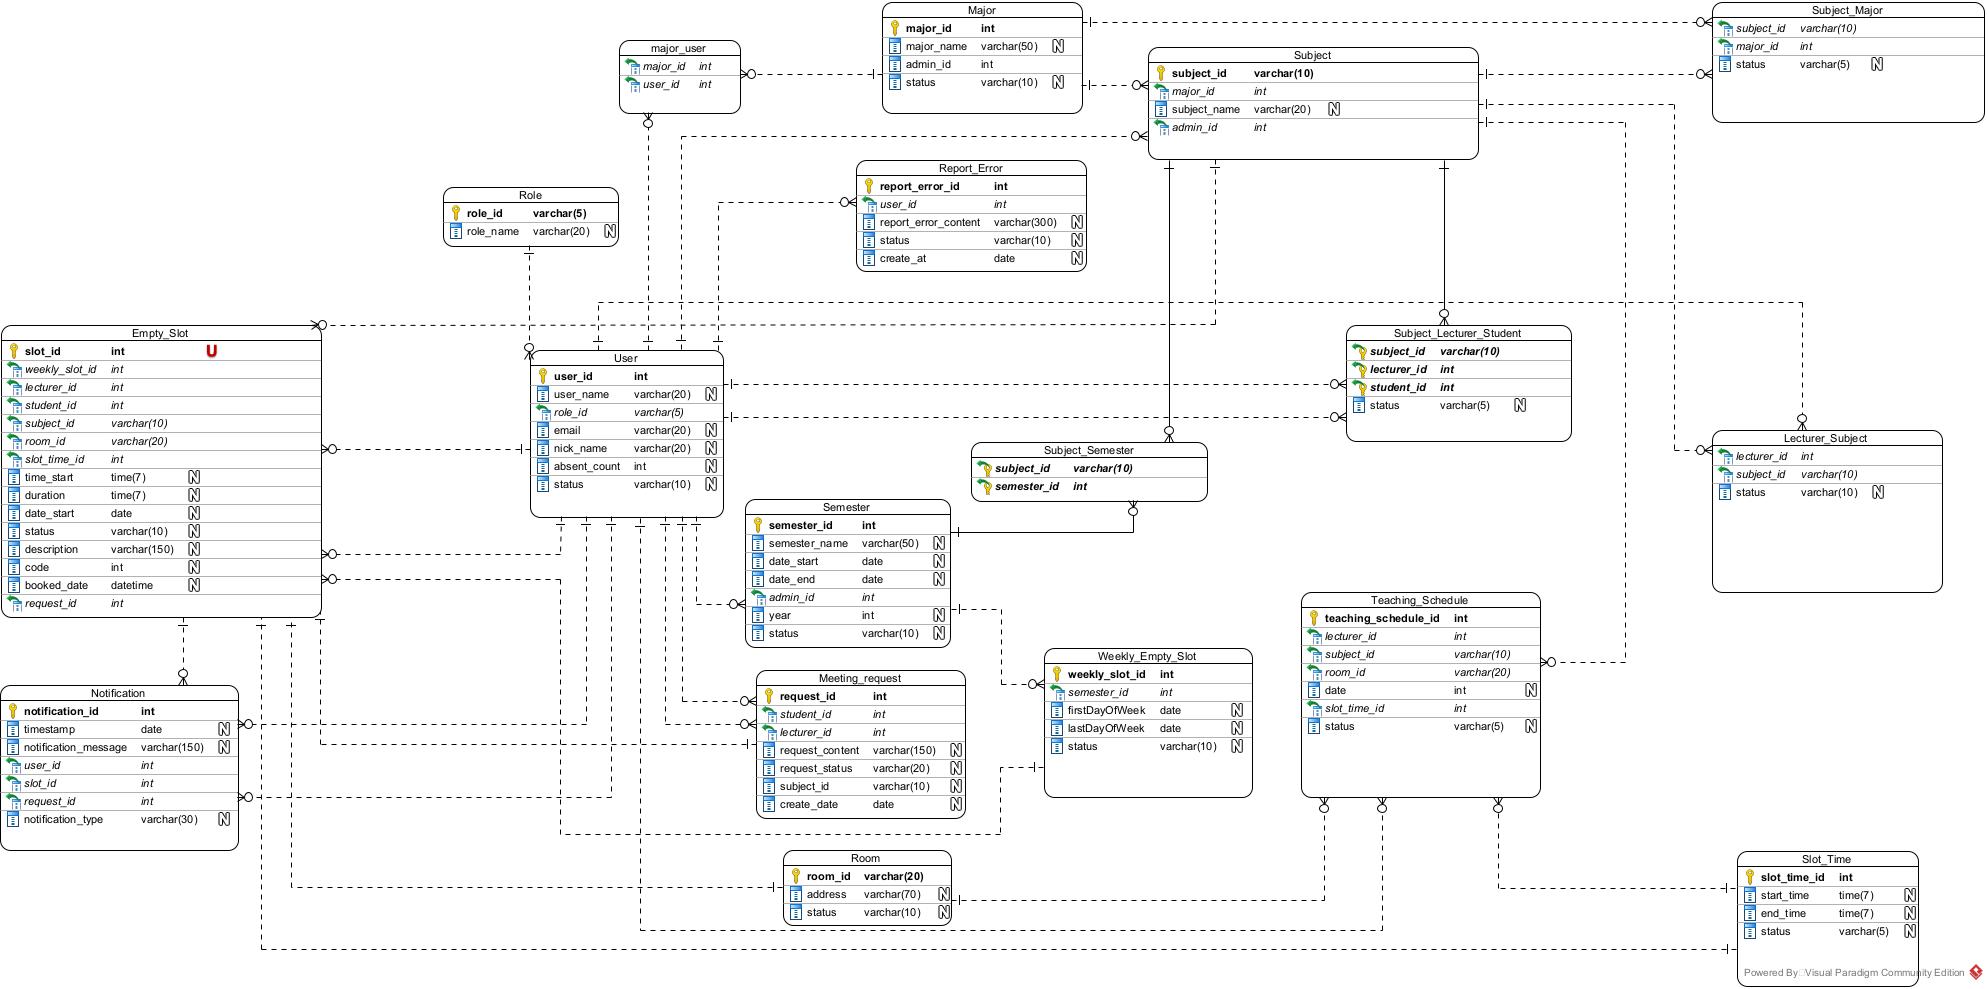 Major
major_id int
major_name varchar(50) N
admin_id int
status varchar(10) N
Subject_Major
subject_id varchar(10)
major_id int
status varchar(5) N
major_user
major_id int
user_id int
Subject
subject_id varchar(10)
major_id int
subject_name varchar(20) N
admin_id int
Report_Error
report_error_id int
user_id int
report_error_content varchar(300) N
status varchar(10) N
create_at date N
Role
role_id varchar(5)
role_name varchar(20) N
Empty_Slot
slot_id int U
weekly_slot_id int
lecturer_id int
student_id int
subject_id varchar(10)
room_id varchar(20)
slot_time_id int
time_start time(7) N
duration time(7) N
date_start date N
status varchar(10) N
description varchar(150) N
code int N
booked_date datetime N
request_id int
User
user_id int
user_name varchar(20) N
role_id varchar(5)
email varchar(20) N
nick_name varchar(20) N
absent_count int N
status varchar(10) N
Subject_Lecturer_Student
subject_id varchar(10)
lecturer_id int
student_id int
status varchar(5) N
Lecturer_Subject
lecturer_id int
subject_id varchar(10)
status varchar(10) N
Subject_Semester
subject_id varchar(10)
semester_id int
Semester
semester_id int
semester_name varchar(50) N
date_start date N
date_end date N
admin_id int
year int N
status varchar(10) N
Teaching_Schedule
teaching_schedule_id int
lecturer_id int
subject_id varchar(10)
room_id varchar(20)
date int N
slot_time_id int
status varchar(5) N
Weekly_Empty_Slot
weekly_slot_id int
semester_id int
firstDayOfWeek date N
lastDayOfWeek date N
status varchar(10) N
Meeting_request
request_id int
student_id int
lecturer_id int
request_content varchar(150) N
request_status varchar(20) N
subject_id varchar(10) N
create_date date N
Notification
notification_id int
timestamp date N
notification_message varchar(150) N
user_id int
slot_id int
request_id int
notification_type varchar(30) N
Room
room_id varchar(20)
address varchar(70) N
status varchar(10) N
Slot_Time
slot_time_id int
start_time time(7) N
end_time time(7) N
status varchar(5) N
Powered By Visual Paradigm Community Edition